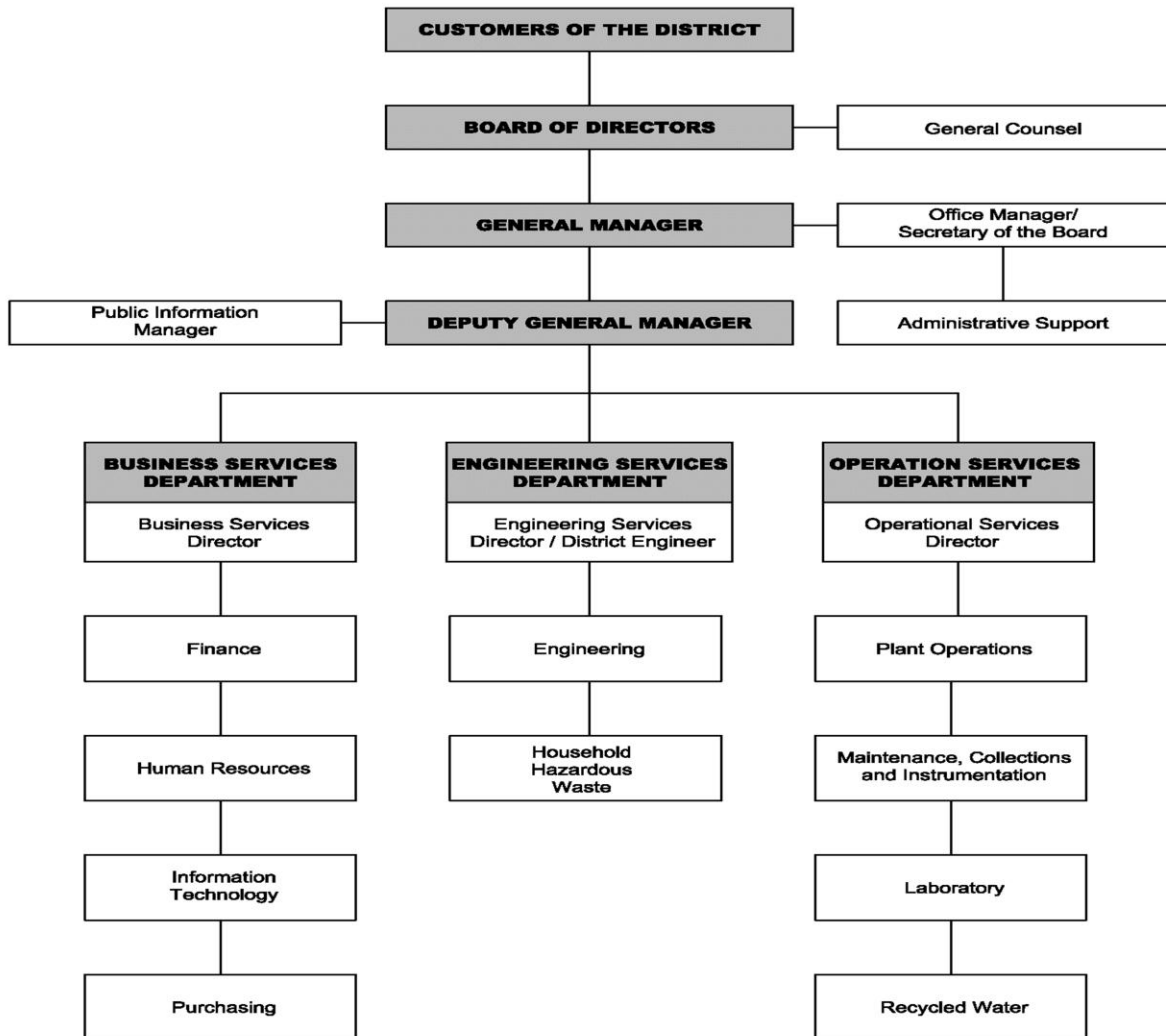 CUSTOMERS OF THE DISTRICT
BOARD OF DIRECTORS
General Counsel
GENERAL MANAGER
Office Manager/
Secretary of the Board
Public Information
Manager
DEPUTY GENERAL MANAGER
Administrative Support
BUSINESS SERVICES
DEPARTMENT
Business Services
Director
Finance
Human Resources
Information
Technology
Purchasing
ENGINEERING SERVICES
DEPARTMENT
Engineering Services
Director / District Engineer
Engineering
Household
Hazardous
Waste
OPERATION SERVICES
DEPARTMENT
Operational Services
Director
Plant Operations
Maintenance, Collections
and Instrumentation
Laboratory
Recycled Water